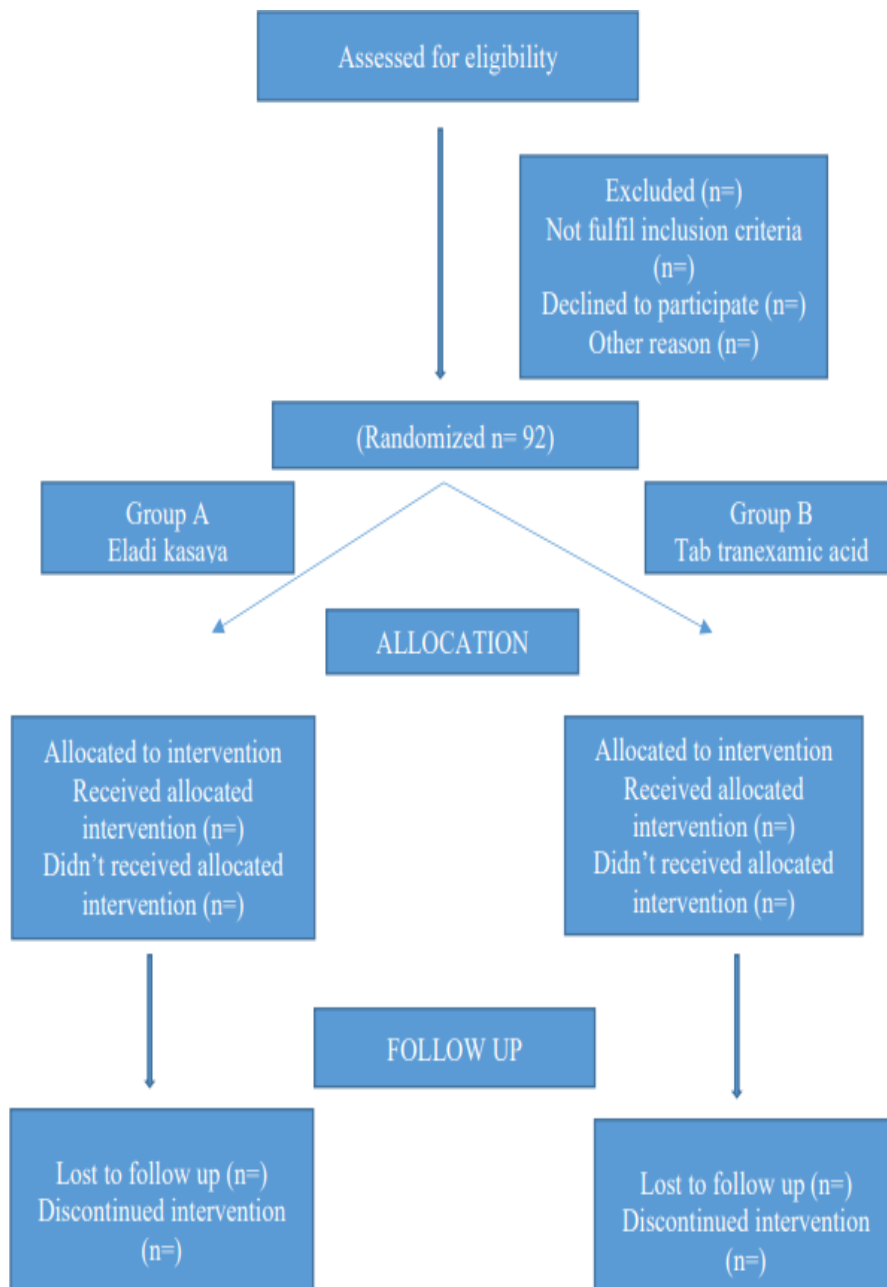 Assessed for eligibility
Excluded (n=)
Not fulfil inclusion criteria
(n=)
Declined to participate (n=)
Other reason (n=)
(Randomized n= 92)
Group A
Eladi kasaya
Group B
Tab tranexamic acid
ALLOCATION
Allocated to intervention
Received allocated
intervention (n=)
Didn’t received allocated
intervention (n=)
Allocated to intervention
Received allocated
intervention (n=)
Didn’t received allocated
intervention (n=)
FOLLOW UP
Lost to follow up (n=)
Discontinued intervention
(n=)
Lost to follow up (n=)
Discontinued intervention
(n=)